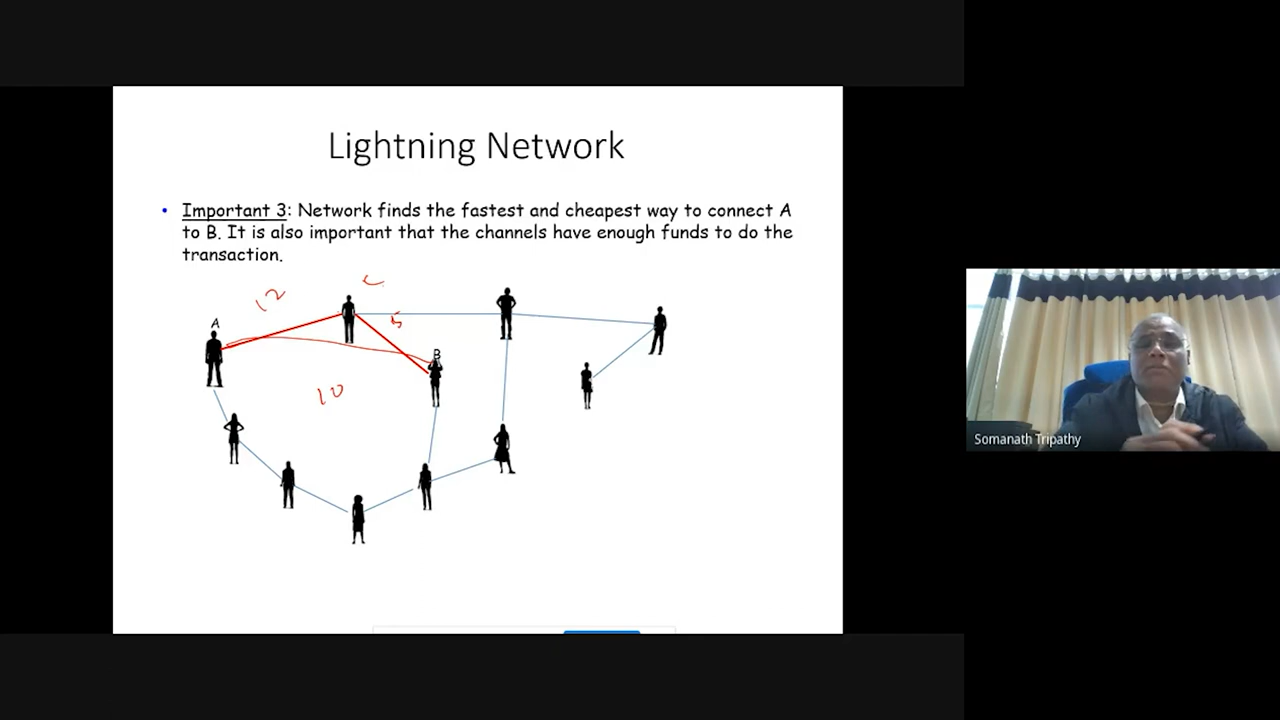 Lightning Network
• Important 3: Network finds the fastest and cheapest way to connect A
to B. It is also important that the channels have enough funds to do the
transaction.
C
12
A
5
B
10
Somanath Tripathy